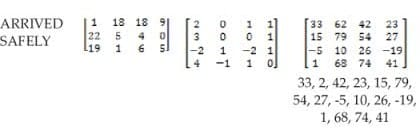 ARRIVED
SAFELY
1 18 18 9
22 5 4 0
19 1 6 5
2 0 1 1
3 0 0 1
-2 1 -2 1
4 -1 1 0
33 62 42 23
15 79 54 27
-5 10 26 -19
1 68 74 41
33, 2, 42, 23, 15, 79,
54, 27, -5, 10, 26, -19,
1, 68, 74, 41